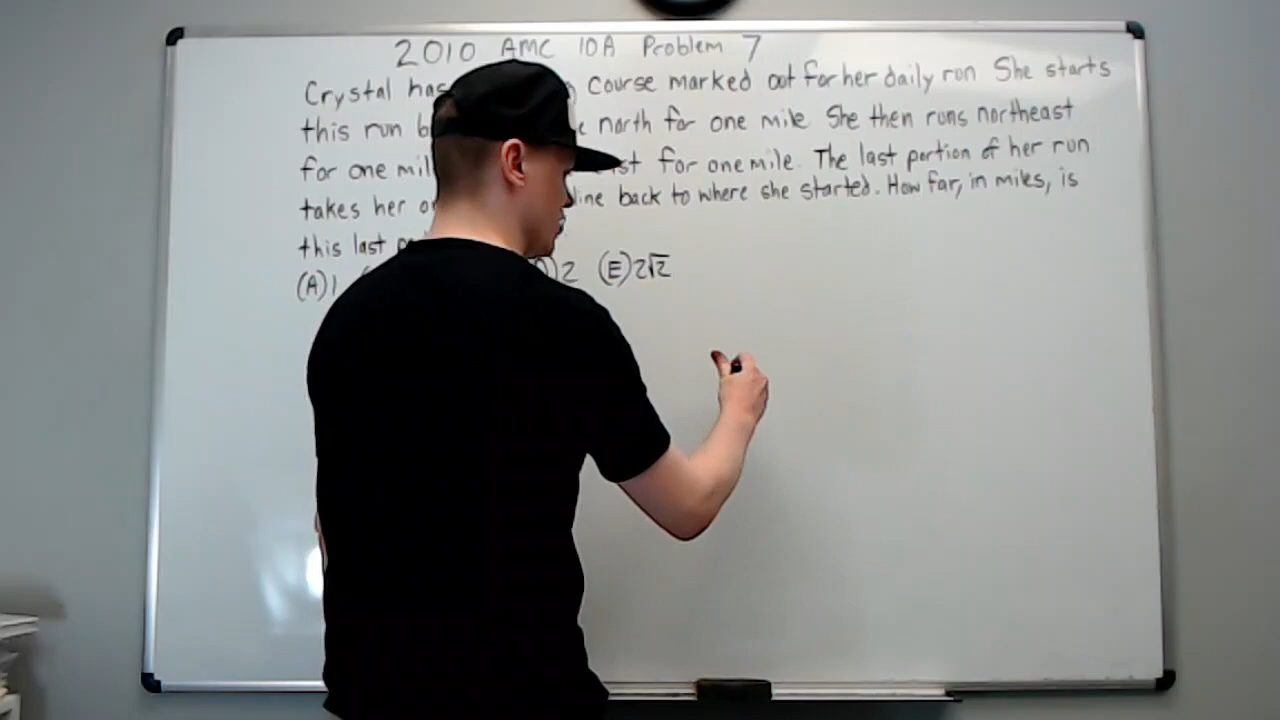 2010 AMC 10A Problem 7
Crystal has course marked out for her daily run She starts
this run north for one mile She then runs northeast
for one for one mile. The last portion of her run
takes her line back to where she started. How far, in miles, is
this last
(A)1 2 (E)2√2